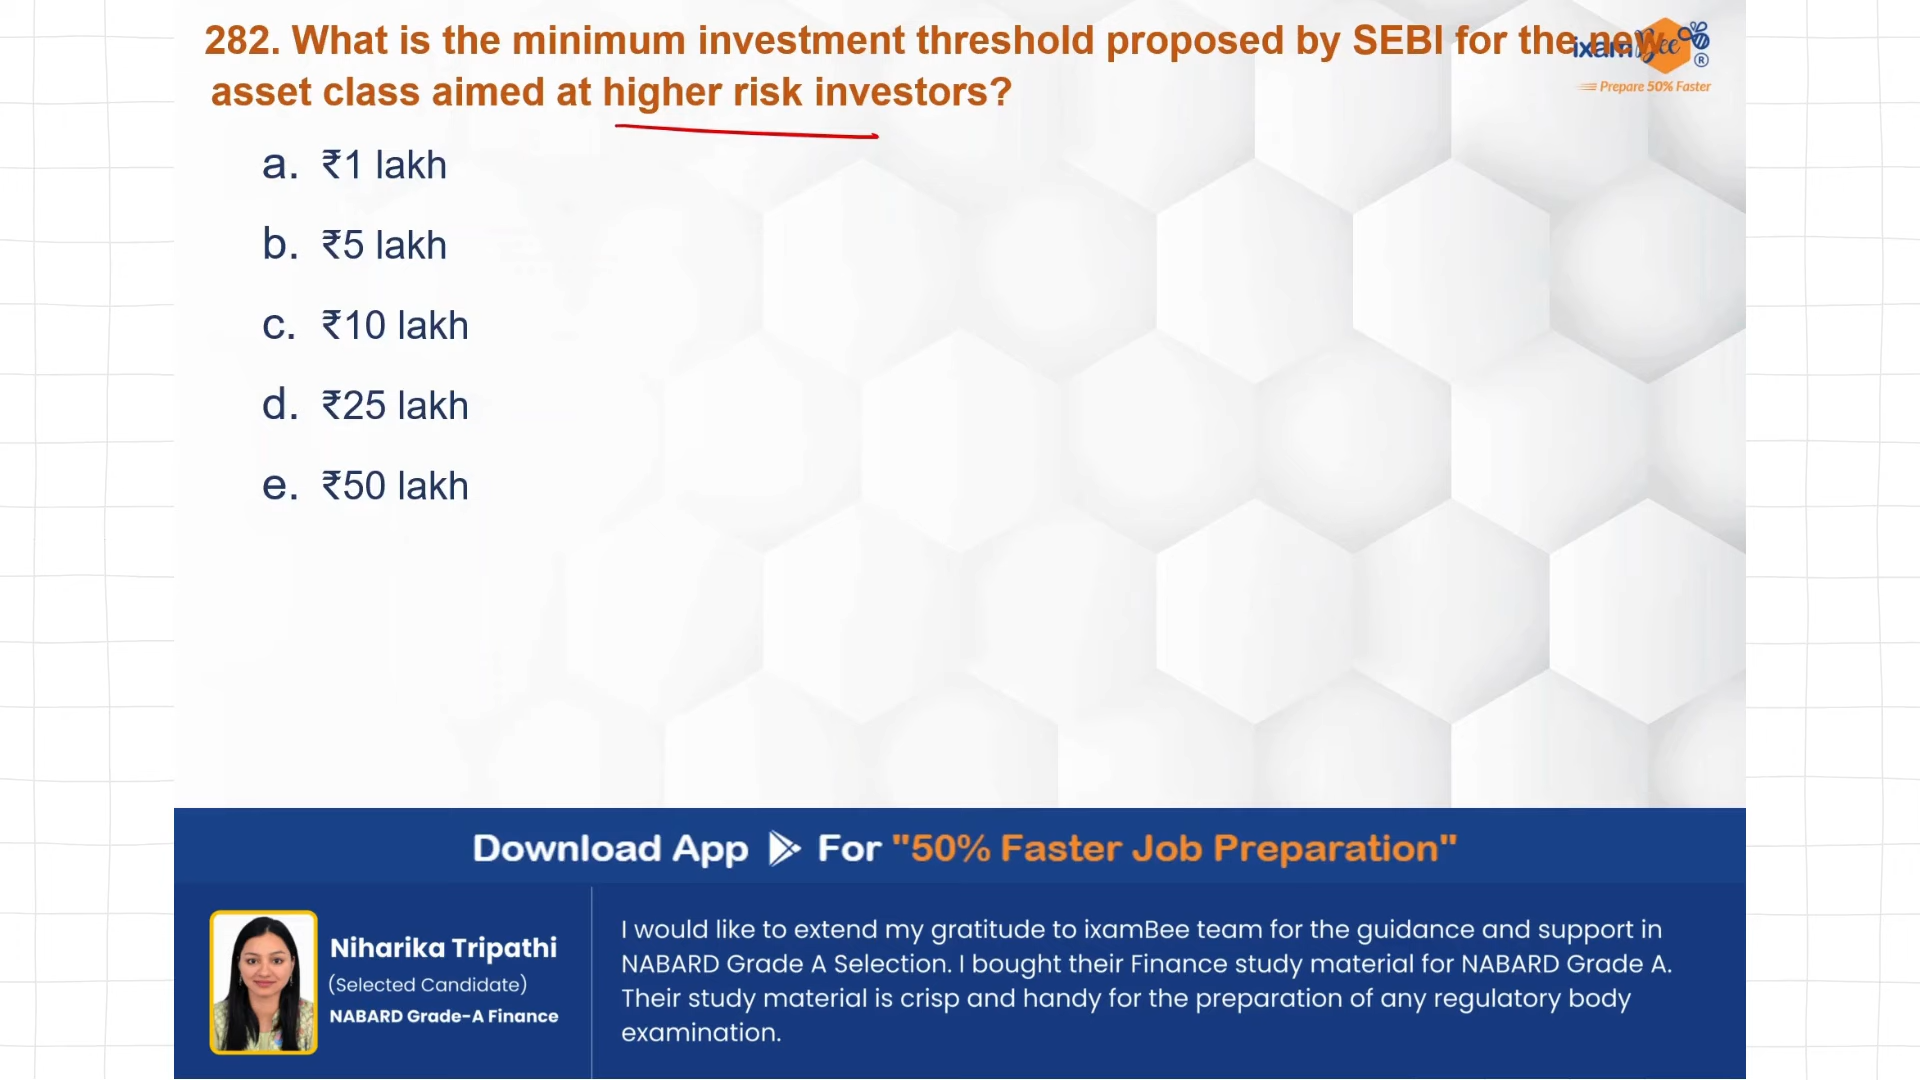 282. What is the minimum investment threshold proposed by SEBI for the new
asset class aimed at higher risk investors?
ixamBee
®
Prepare 50% Faster
a. ₹1 lakh
b. ₹5 lakh
c. ₹10 lakh
d. ₹25 lakh
e. ₹50 lakh
Download App For "50% Faster Job Preparation"
Niharika Tripathi
(Selected Candidate)
NABARD Grade-A Finance
I would like to extend my gratitude to ixamBee team for the guidance and support in
NABARD Grade A Selection. I bought their Finance study material for NABARD Grade A.
Their study material is crisp and handy for the preparation of any regulatory body
examination.